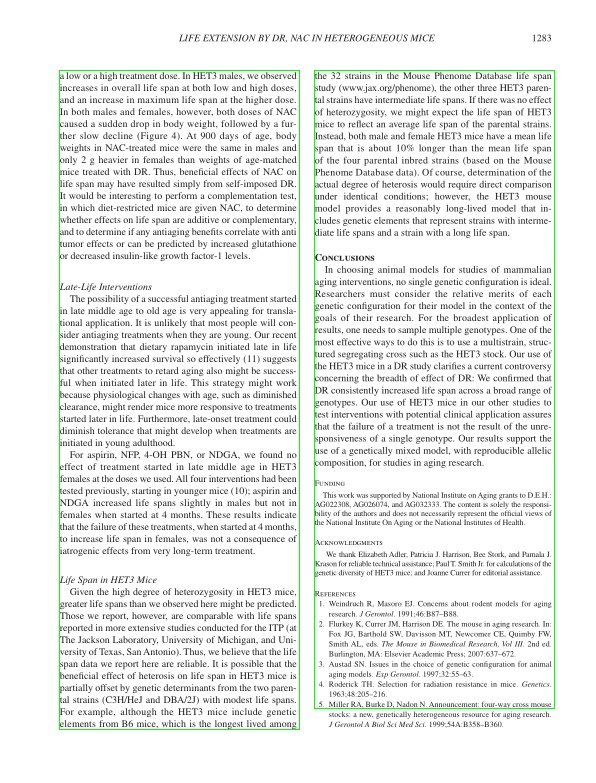 LIFE EXTENSION BY DR, NAC IN HETEROGENEOUS MICE 1283
a low or a high treatment dose. In HET3 males, we observed
increases in overall life span at both low and high doses,
and an increase in maximum life span at the higher dose.
In both males and females, however, both doses of NAC
caused a sudden drop in body weight, followed by a fur-
ther slow decline (Figure 4). At 900 days of age, body
weights in NAC-treated mice were the same in males and
only 2 g heavier in females than weights of age-matched
mice treated with DR. Thus, beneficial effects of NAC on
life span may have resulted simply from self-imposed DR.
It would be interesting to perform a complementation test,
in which diet-restricted mice are given NAC, to determine
whether effects on life span are additive or complementary,
and to determine if any antiaging benefits correlate with anti
tumor effects or can be predicted by increased glutathione
or decreased insulin-like growth factor-1 levels.
Late-Life Interventions
The possibility of a successful antiaging treatment started
in late middle age to old age is very appealing for transla-
tional application. It is unlikely that most people will con-
sider antiaging treatments when they are young. Our recent
demonstration that dietary rapamycin initiated late in life
significantly increased survival so effectively (11) suggests
that other treatments to retard aging also might be success-
ful when initiated later in life. This strategy might work
because physiological changes with age, such as diminished
clearance, might render mice more responsive to treatments
started later in life. Furthermore, late-onset treatment could
diminish tolerance that might develop when treatments are
initiated in young adulthood.
For aspirin, NFP, 4-OH PBN, or NDGA, we found no
effect of treatment started in late middle age in HET3
females at the doses we used. All four interventions had been
tested previously, starting in younger mice (10); aspirin and
NDGA increased life spans slightly in males but not in
females when started at 4 months. These results indicate
that the failure of these treatments, when started at 4 months,
to increase life span in females, was not a consequence of
iatrogenic effects from very long-term treatment.
Life Span in HET3 Mice
Given the high degree of heterozygosity in HET3 mice,
greater life spans than we observed here might be predicted.
Those we report, however, are comparable with life spans
reported in more extensive studies conducted for the ITP (at
The Jackson Laboratory, University of Michigan, and Uni-
versity of Texas, San Antonio). Thus, we believe that the life
span data we report here are reliable. It is possible that the
beneficial effect of heterosis on life span in HET3 mice is
partially offset by genetic determinants from the two paren-
tal strains (C3H/HeJ and DBA/2J) with modest life spans.
For example, although the HET3 mice include genetic
elements from B6 mice, which is the longest lived among
the 32 strains in the Mouse Phenome Database life span
study (www.jax.org/phenome), the other three HET3 paren-
tal strains have intermediate life spans. If there was no effect
of heterozygosity, we might expect the life span of HET3
mice to reflect an average life span of the parental strains.
Instead, both male and female HET3 mice have a mean life
span that is about 10% longer than the mean life span
of the four parental inbred strains (based on the Mouse
Phenome Database data). Of course, determination of the
actual degree of heterosis would require direct comparison
under identical conditions; however, the HET3 mouse
model provides a reasonably long-lived model that in-
cludes genetic elements that represent strains with interme-
diate life spans and a strain with a long life span.
Conclusions
In choosing animal models for studies of mammalian
aging interventions, no single genetic configuration is ideal.
Researchers must consider the relative merits of each
genetic configuration for their model in the context of the
goals of their research. For the broadest application of
results, one needs to sample multiple genotypes. One of the
most effective ways to do this is to use a multistrain, struc-
tured segregating cross such as the HET3 stock. Our use of
the HET3 mice in a DR study clarifies a current controversy
concerning the breadth of effect of DR: We confirmed that
DR consistently increased life span across a broad range of
genotypes. Our use of HET3 mice in our other studies to
test interventions with potential clinical application assures
that the failure of a treatment is not the result of the unre-
sponsiveness of a single genotype. Our results support the
use of a genetically mixed model, with reproducible allelic
composition, for studies in aging research.
Funding
This work was supported by National Institute on Aging grants to D.E.H.:
AG022308, AG026074, and AG032333. The content is solely the responsi-
bility of the authors and does not necessarily represent the official views of
the National Institute On Aging or the National Institutes of Health.
Acknowledgments
We thank Elizabeth Adler, Patricia J. Harrison, Bee Stork, and Pamala J.
Krason for reliable technical assistance; Paul T. Smith Jr. for calculations of the
genetic diversity of HET3 mice; and Joanne Currer for editorial assistance.
References
1. Weindruch R, Masoro EJ. Concerns about rodent models for aging
research. J Gerontol. 1991;46:B87–B88.
2. Flurkey K, Currer JM, Harrison DE. The mouse in aging research. In:
Fox JG, Barthold SW, Davisson MT, Newcomer CE, Quimby FW,
Smith AL, eds. The Mouse in Biomedical Research, Vol III. 2nd ed.
Burlington, MA: Elsevier Academic Press; 2007:637–672.
3. Austad SN. Issues in the choice of genetic configuration for animal
aging models. Exp Gerontol. 1997;32:55–63.
4. Roderick TH. Selection for radiation resistance in mice. Genetics.
1963;48:205–216.
5. Miller RA, Burke D, Nadon N. Announcement: four-way cross mouse
stocks: a new, genetically heterogeneous resource for aging research.
J Gerontol A Biol Sci Med Sci. 1999;54A:B358–B360.